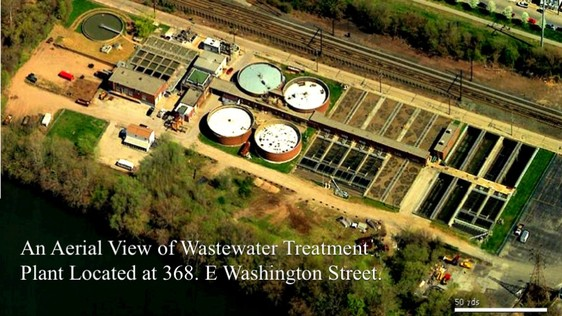 An Aerial View of Wastewater Treatment
Plant Located at 368. E Washington Street.
50 yds